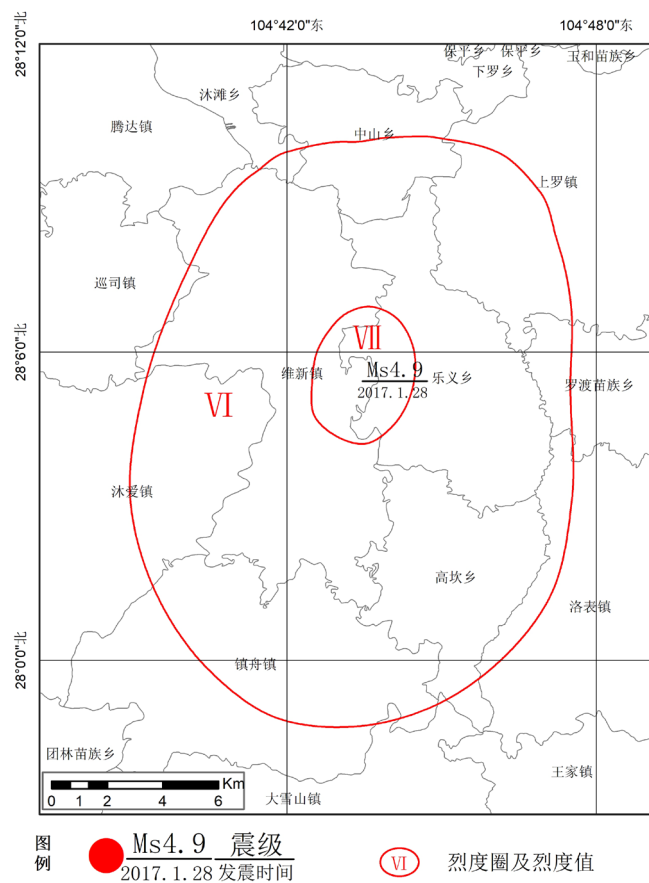 104°42'0"东
104°48'0"东
28°12'0"北
保平乡
保平乡
玉和苗族乡
下罗乡
沐滩乡
腾达镇
中山乡
上罗镇
巡司镇
28°6'0"北
Ⅶ
维新镇
Ms4.9
2017.1.28
乐义乡
罗渡苗族乡
Ⅵ
沐爱镇
高坎乡
洛表镇
28°0'0"北
镇舟镇
团林苗族乡
王家镇
大雪山镇
Km
0 1 2 4 6
图例
Ms4.9 震级
2017.1.28 发震时间
Ⅵ 烈度圈及烈度值